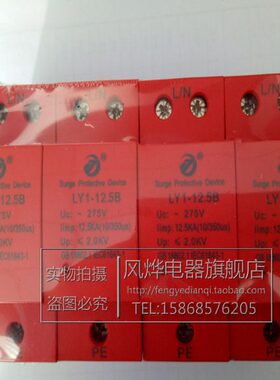 L/N L/N L/N
Surge Protective Device
Surge Protective Device
LY1-12.5B
LY1-12.5B
Uc: ~ 275V
Uc: ~ 275V
Iimp: 12.5KA(10/350us)
Iimp: 12.5KA(10/350us)
Up: ≤ 2.0KV
Up: ≤ 2.0KV
实物拍摄
盗图必究
风烨电器旗舰店
http://fengyedianqi.tmall.com
TEL:15868576205
PE
PE